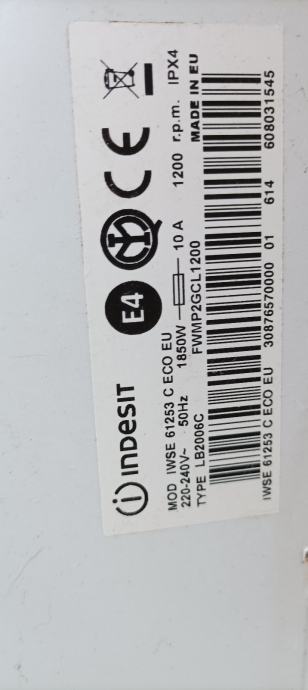 indesit
E4
MOD IWSE 61253 C ECO EU
220-240V~ 50Hz 1850W 10 A 1200 r.p.m. IPX4
TYPE LB2006C FWMP2GCL1200 MADE IN EU
IWSE 61253 C ECO EU 30876570000 01 614 608031545